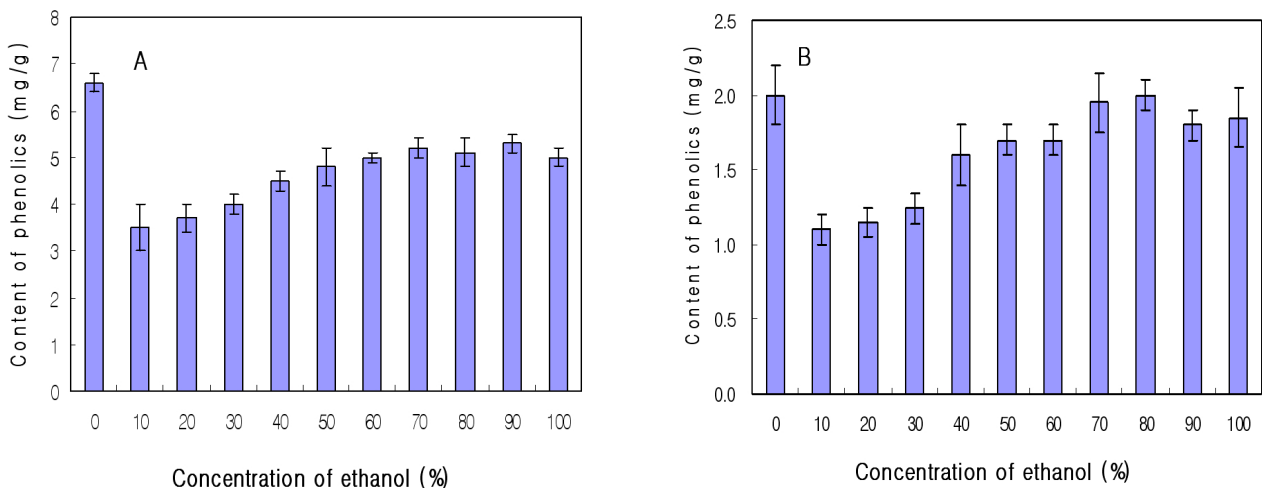 A
Content of phenolics (mg/g)
8
7
6
5
4
3
2
1
0
0 10 20 30 40 50 60 70 80 90 100
Concentration of ethanol (%)
B
Content of phenolics (mg/g)
2.5
2.0
1.5
1.0
0.5
0.0
0 10 20 30 40 50 60 70 80 90 100
Concentration of ethanol (%)